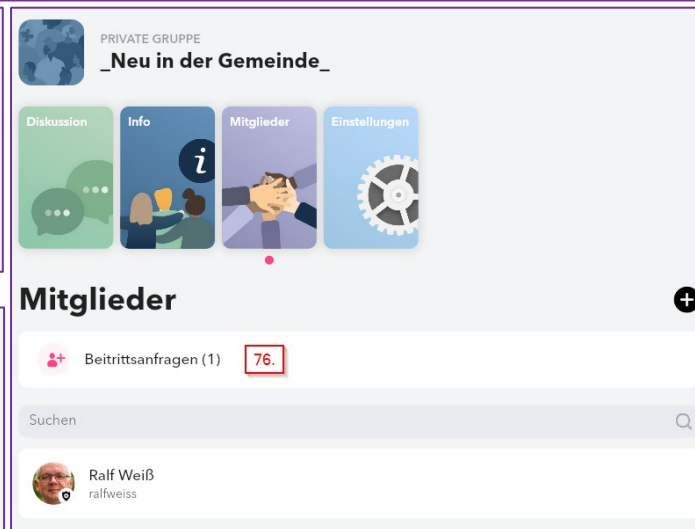 PRIVATE GRUPPE
_Neu in der Gemeinde_
Diskussion
Info
Mitglieder
Einstellungen
i
Mitglieder
Beitrittsanfragen (1)
76.
Suchen
Ralf Weiß
ralfweiss